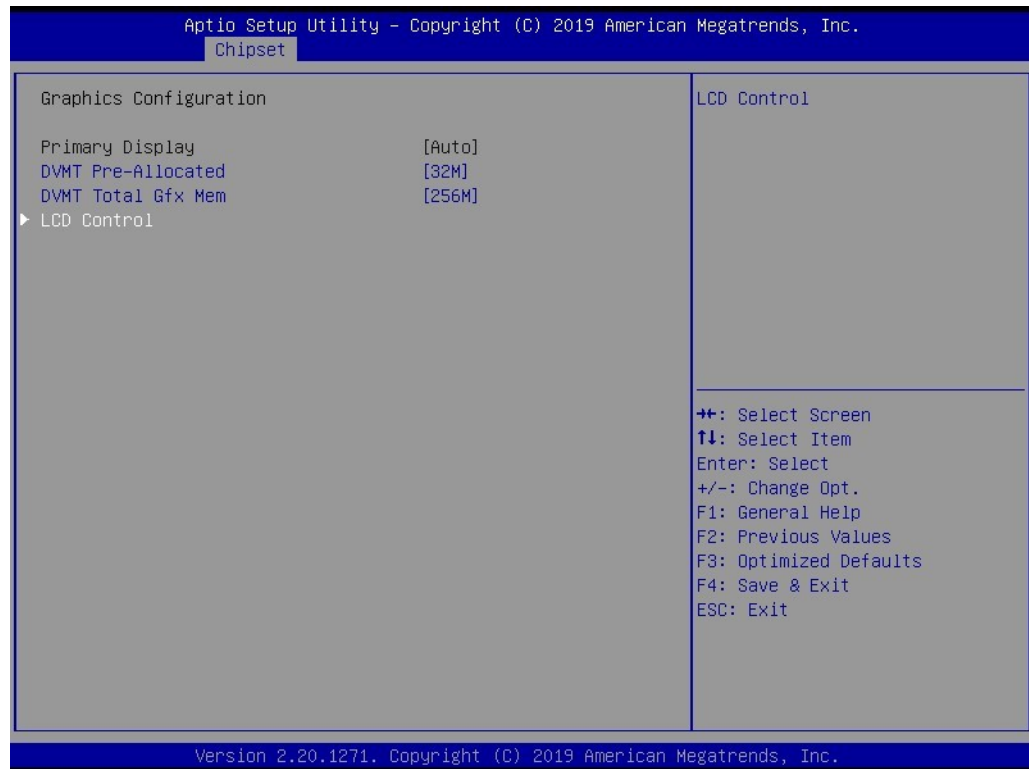 Aptio Setup Utility – Copyright (C) 2019 American Megatrends, Inc.
Chipset
Graphics Configuration
Primary Display [Auto]
DVMT Pre-Allocated [32M]
DVMT Total Gfx Mem [256M]
► LCD Control
LCD Control
→←: Select Screen
↑↓: Select Item
Enter: Select
+/-: Change Opt.
F1: General Help
F2: Previous Values
F3: Optimized Defaults
F4: Save & Exit
ESC: Exit
Version 2.20.1271. Copyright (C) 2019 American Megatrends, Inc.